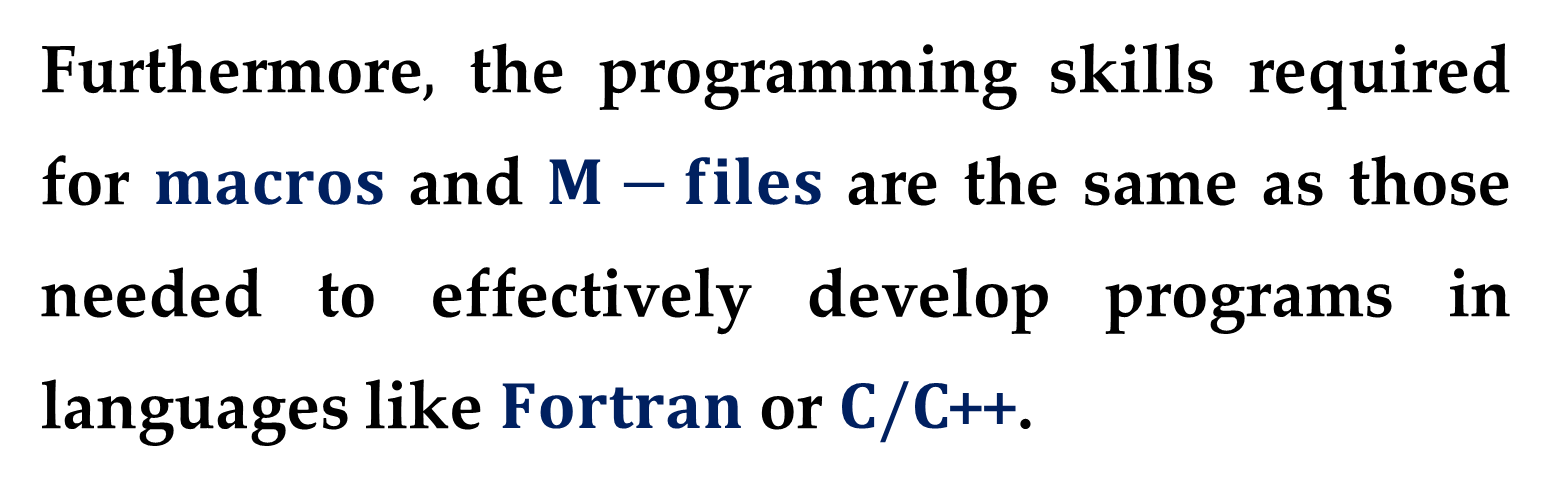 Furthermore, the programming skills required
for macros and M – files are the same as those
needed to effectively develop programs in
languages like Fortran or C/C++.